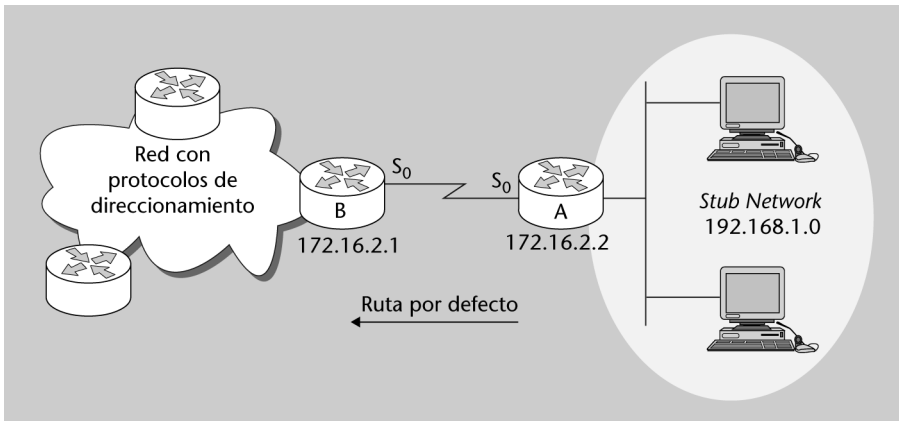 Red con
protocolos de
direccionamiento
S0
B
172.16.2.1
S0
A
172.16.2.2
Stub Network
192.168.1.0
Ruta por defecto